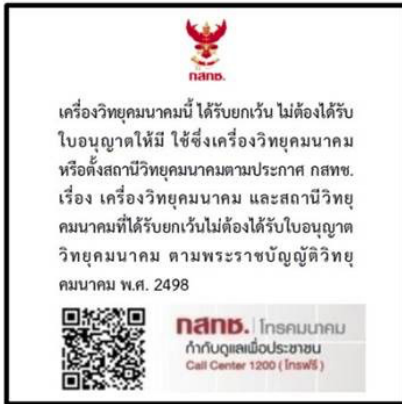 กสทช.
เครื่องวิทยุคมนาคมนี้ ได้รับยกเว้น ไม่ต้องได้รับ
ใบอนุญาตให้มี ใช้ซึ่งเครื่องวิทยุคมนาคม
หรือตั้งสถานีวิทยุคมนาคมตามประกาศ กสทช.
เรื่อง เครื่องวิทยุคมนาคม และสถานีวิทยุ
คมนาคมที่ได้รับยกเว้นไม่ต้องได้รับใบอนุญาต
วิทยุคมนาคม ตามพระราชบัญญัติวิทยุ
คมนาคม พ.ศ. 2498
กสทช. | โทรคมนาคม
กำกับดูแลเพื่อประชาชน
Call Center 1200 ( โทรฟรี )